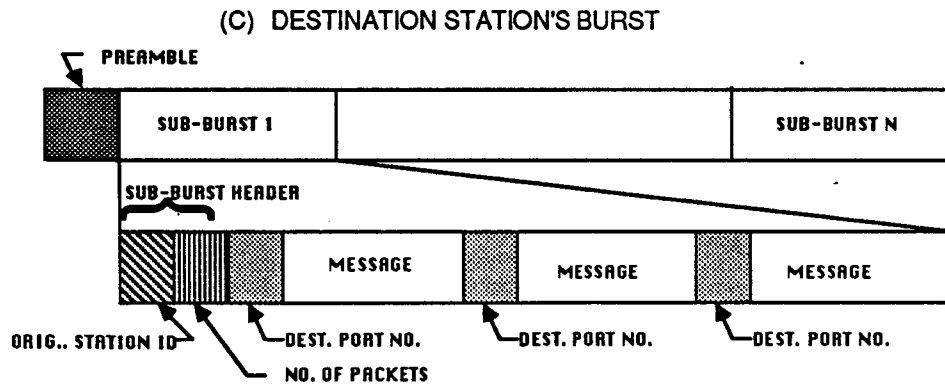 (C) DESTINATION STATION'S BURST
PREAMBLE
SUB-BURST 1
SUB-BURST N
SUB-BURST HEADER
MESSAGE
MESSAGE
MESSAGE
ORIG.. STATION ID
DEST. PORT NO.
DEST. PORT NO.
DEST. PORT NO.
NO. OF PACKETS